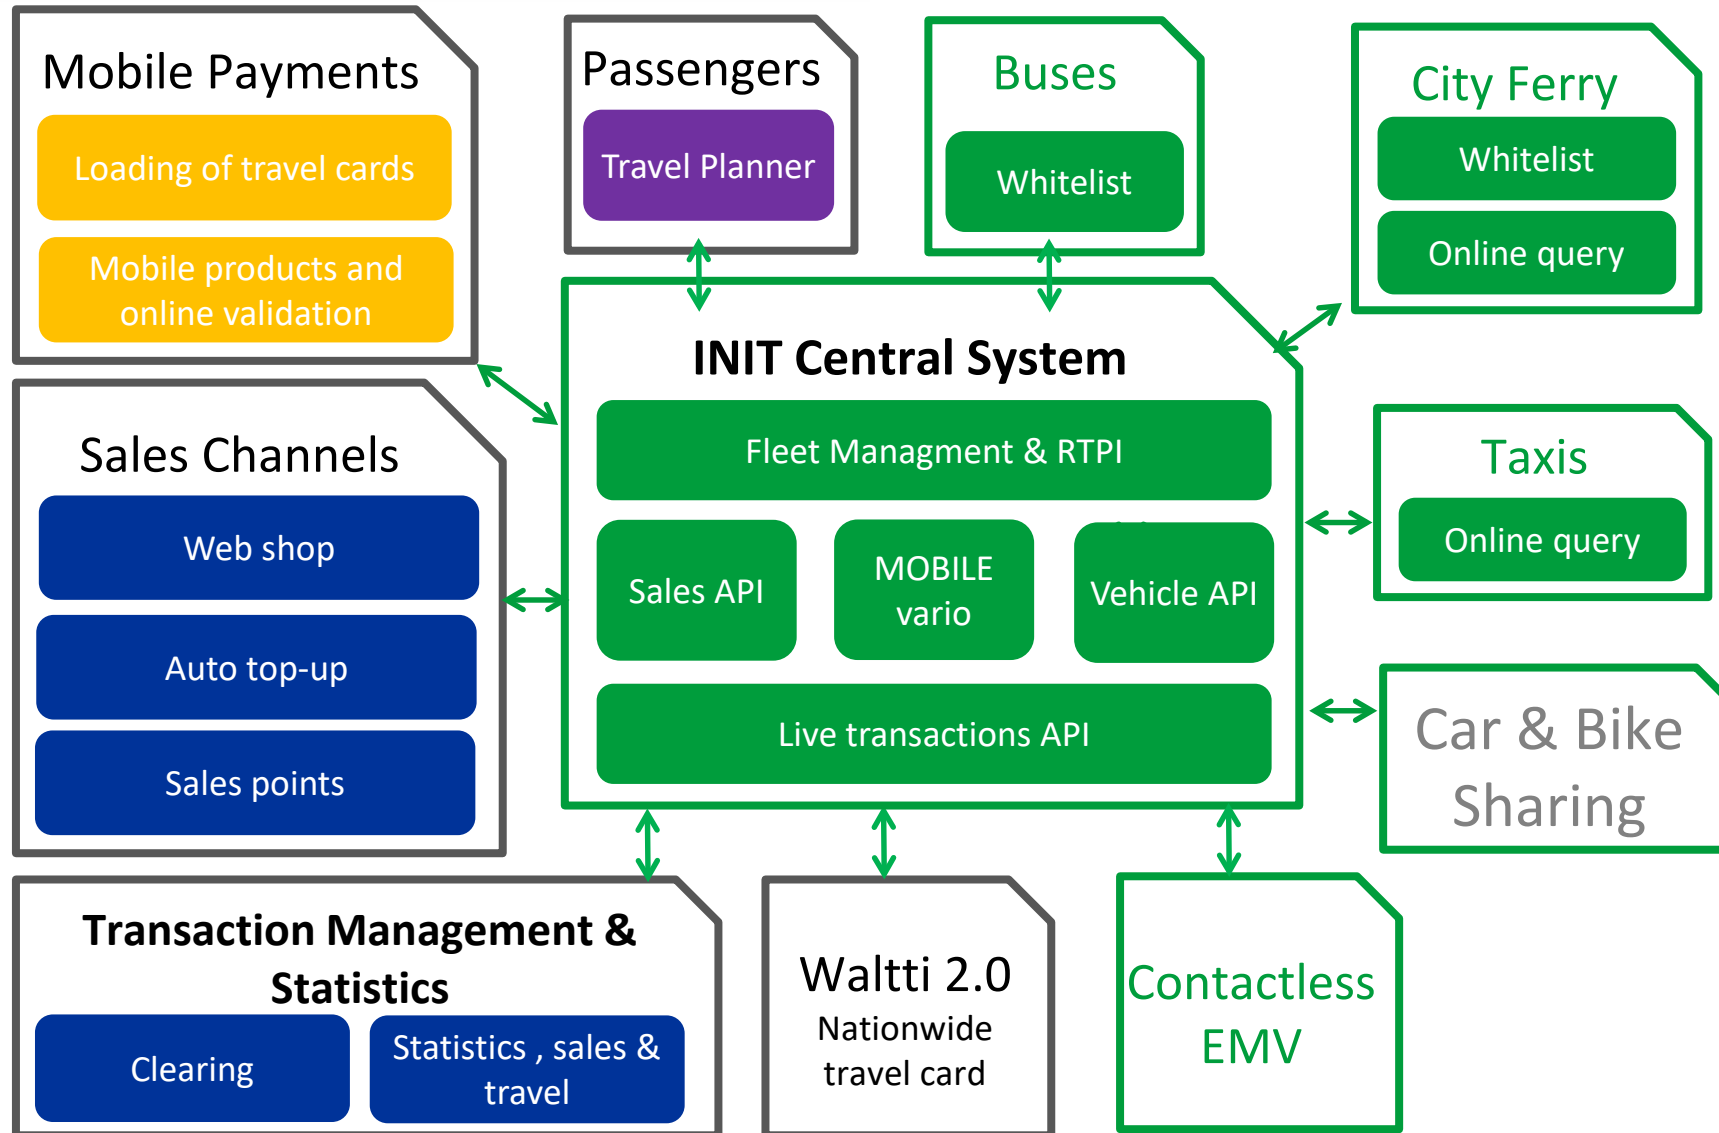 Mobile Payments
Loading of travel cards
Mobile products and
online validation
Passengers
Travel Planner
Buses
Whitelist
City Ferry
Whitelist
Online query
INIT Central System
Fleet Managment & RTPI
Sales API
MOBILE
vario
Vehicle API
Live transactions API
Sales Channels
Web shop
Auto top-up
Sales points
Taxis
Online query
Car & Bike
Sharing
Transaction Management &
Statistics
Clearing
Statistics , sales &
travel
Waltti 2.0
Nationwide
travel card
Contactless
EMV